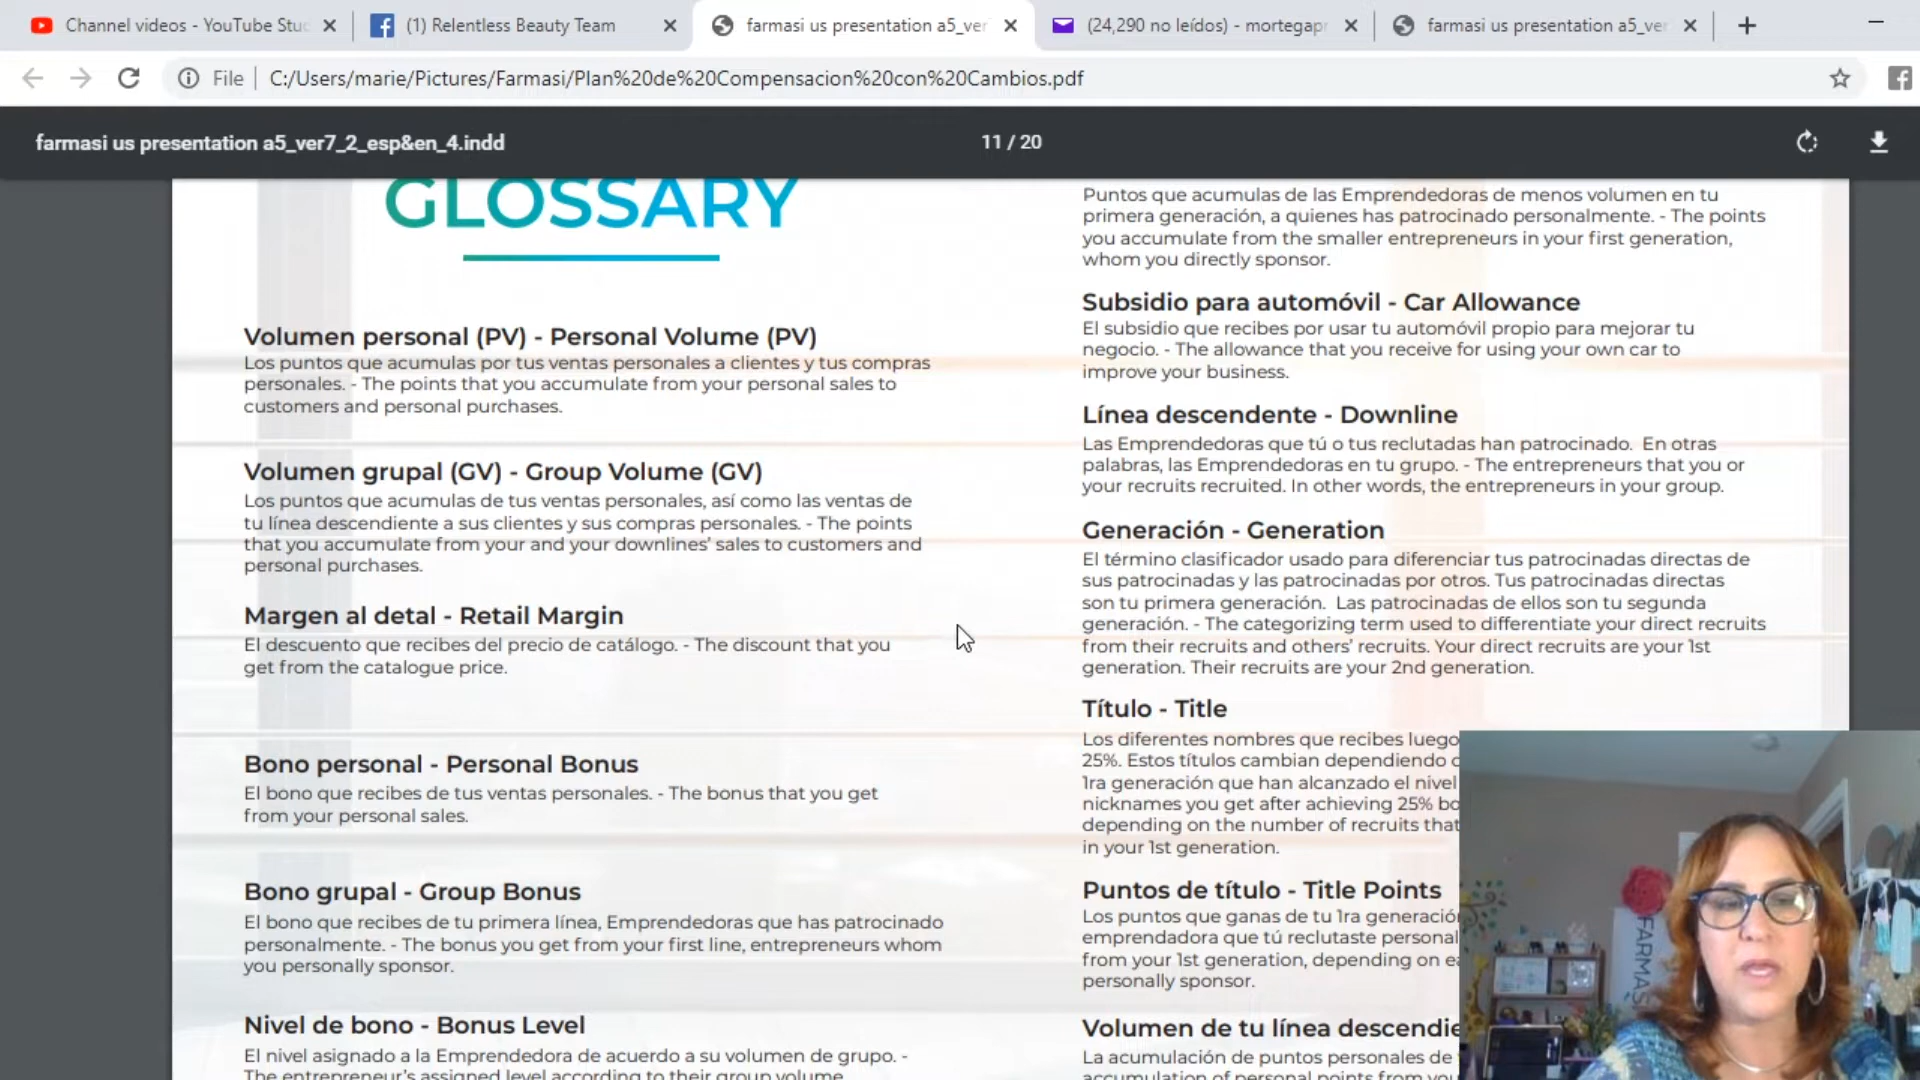 Channel videos - YouTube Stu
(1) Relentless Beauty Team
farmasi us presentation a5_ver
(24,290 no leídos) - mortegapr
farmasi us presentation a5_ve
File
C:/Users/marie/Pictures/Farmasi/Plan%20de%20Compensacion%20con%20Cambios.pdf
farmasi us presentation a5_ver7_2_esp&en_4.indd
11 / 20
GLOSSARY
Volumen personal (PV) - Personal Volume (PV)
Los puntos que acumulas por tus ventas personales a clientes y tus compras
personales. - The points that you accumulate from your personal sales to
customers and personal purchases.
Volumen grupal (GV) - Group Volume (GV)
Los puntos que acumulas de tus ventas personales, así como las ventas de
tu línea descendiente a sus clientes y sus compras personales. - The points
that you accumulate from your and your downlines' sales to customers and
personal purchases.
Margen al detal - Retail Margin
El descuento que recibes del precio de catálogo. - The discount that you
get from the catalogue price.
Bono personal - Personal Bonus
El bono que recibes de tus ventas personales. - The bonus that you get
from your personal sales.
Bono grupal - Group Bonus
El bono que recibes de tu primera línea, Emprendedoras que has patrocinado
personalmente. - The bonus you get from your first line, entrepreneurs whom
you personally sponsor.
Nivel de bono - Bonus Level
El nivel asignado a la Emprendedora de acuerdo a su volumen de grupo. -
The entrepreneur's assigned level according to their group volume
Puntos que acumulas de las Emprendedoras de menos volumen en tu
primera generación, a quienes has patrocinado personalmente. - The points
you accumulate from the smaller entrepreneurs in your first generation,
whom you directly sponsor.
Subsidio para automóvil - Car Allowance
El subsidio que recibes por usar tu automóvil propio para mejorar tu
negocio. - The allowance that you receive for using your own car to
improve your business.
Línea descendente - Downline
Las Emprendedoras que tú o tus reclutadas han patrocinado. En otras
palabras, las Emprendedoras en tu grupo. - The entrepreneurs that you or
your recruits recruited. In other words, the entrepreneurs in your group.
Generación - Generation
El término clasificador usado para diferenciar tus patrocinadas directas de
sus patrocinadas y las patrocinadas por otros. Tus patrocinadas directas
son tu primera generación. Las patrocinadas de ellos son tu segunda
generación. - The categorizing term used to differentiate your direct recruits
from their recruits and others' recruits. Your direct recruits are your 1st
generation. Their recruits are your 2nd generation.
Título - Title
Los diferentes nombres que recibes luego
25%. Estos títulos cambian dependiendo
1ra generación que han alcanzado el nivel
nicknames you get after achieving 25% bo
depending on the number of recruits that
in your 1st generation.
Puntos de título - Title Points
Los puntos que ganas de tu 1ra generació
emprendadora que tú reclutaste personal
from your 1st generation, depending on ea
personally sponsor.
Volumen de tu línea descendie
La acumulación de puntos personales de
accumulation of personal points from you
FARMAS